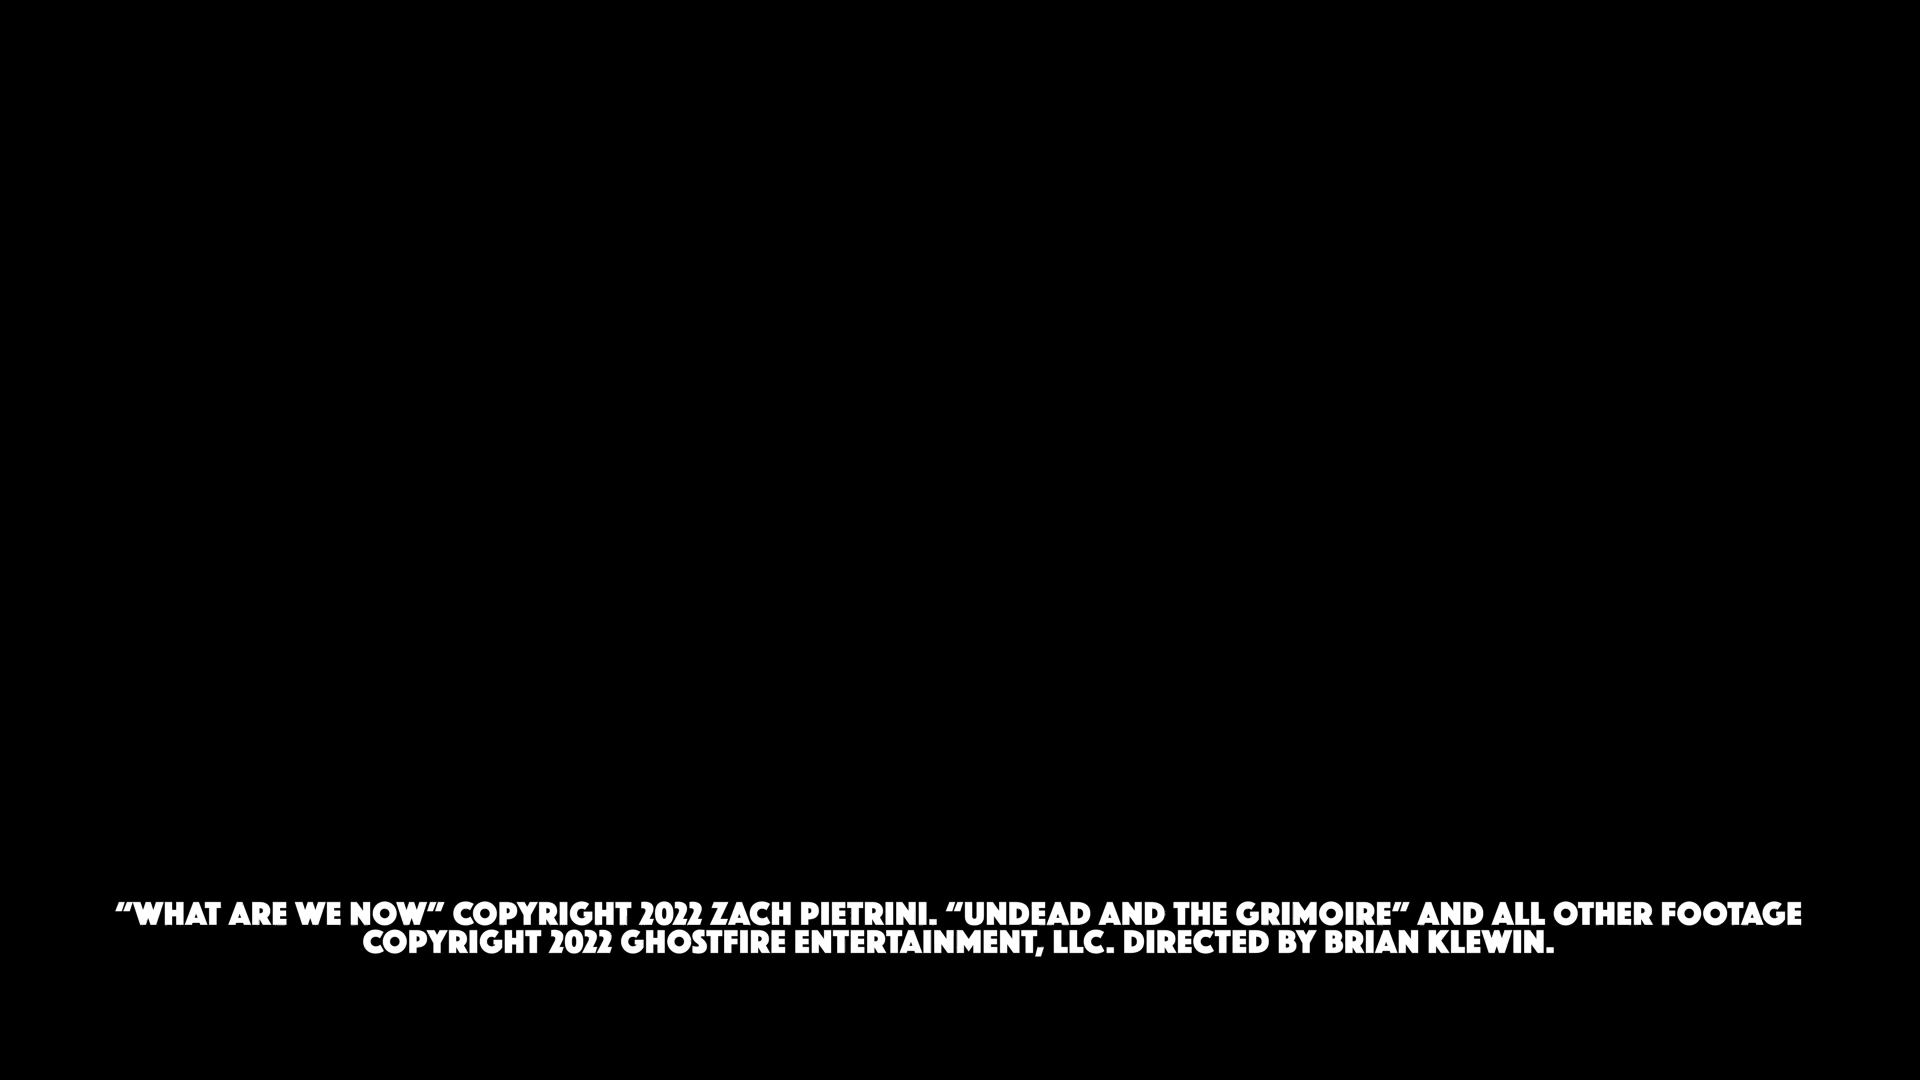 “WHAT ARE WE NOW” COPYRIGHT 2022 ZACH PIETRINI. “UNDEAD AND THE GRIMOIRE” AND ALL OTHER FOOTAGE
COPYRIGHT 2022 GHOSTFIRE ENTERTAINMENT, LLC. DIRECTED BY BRIAN KLEWIN.